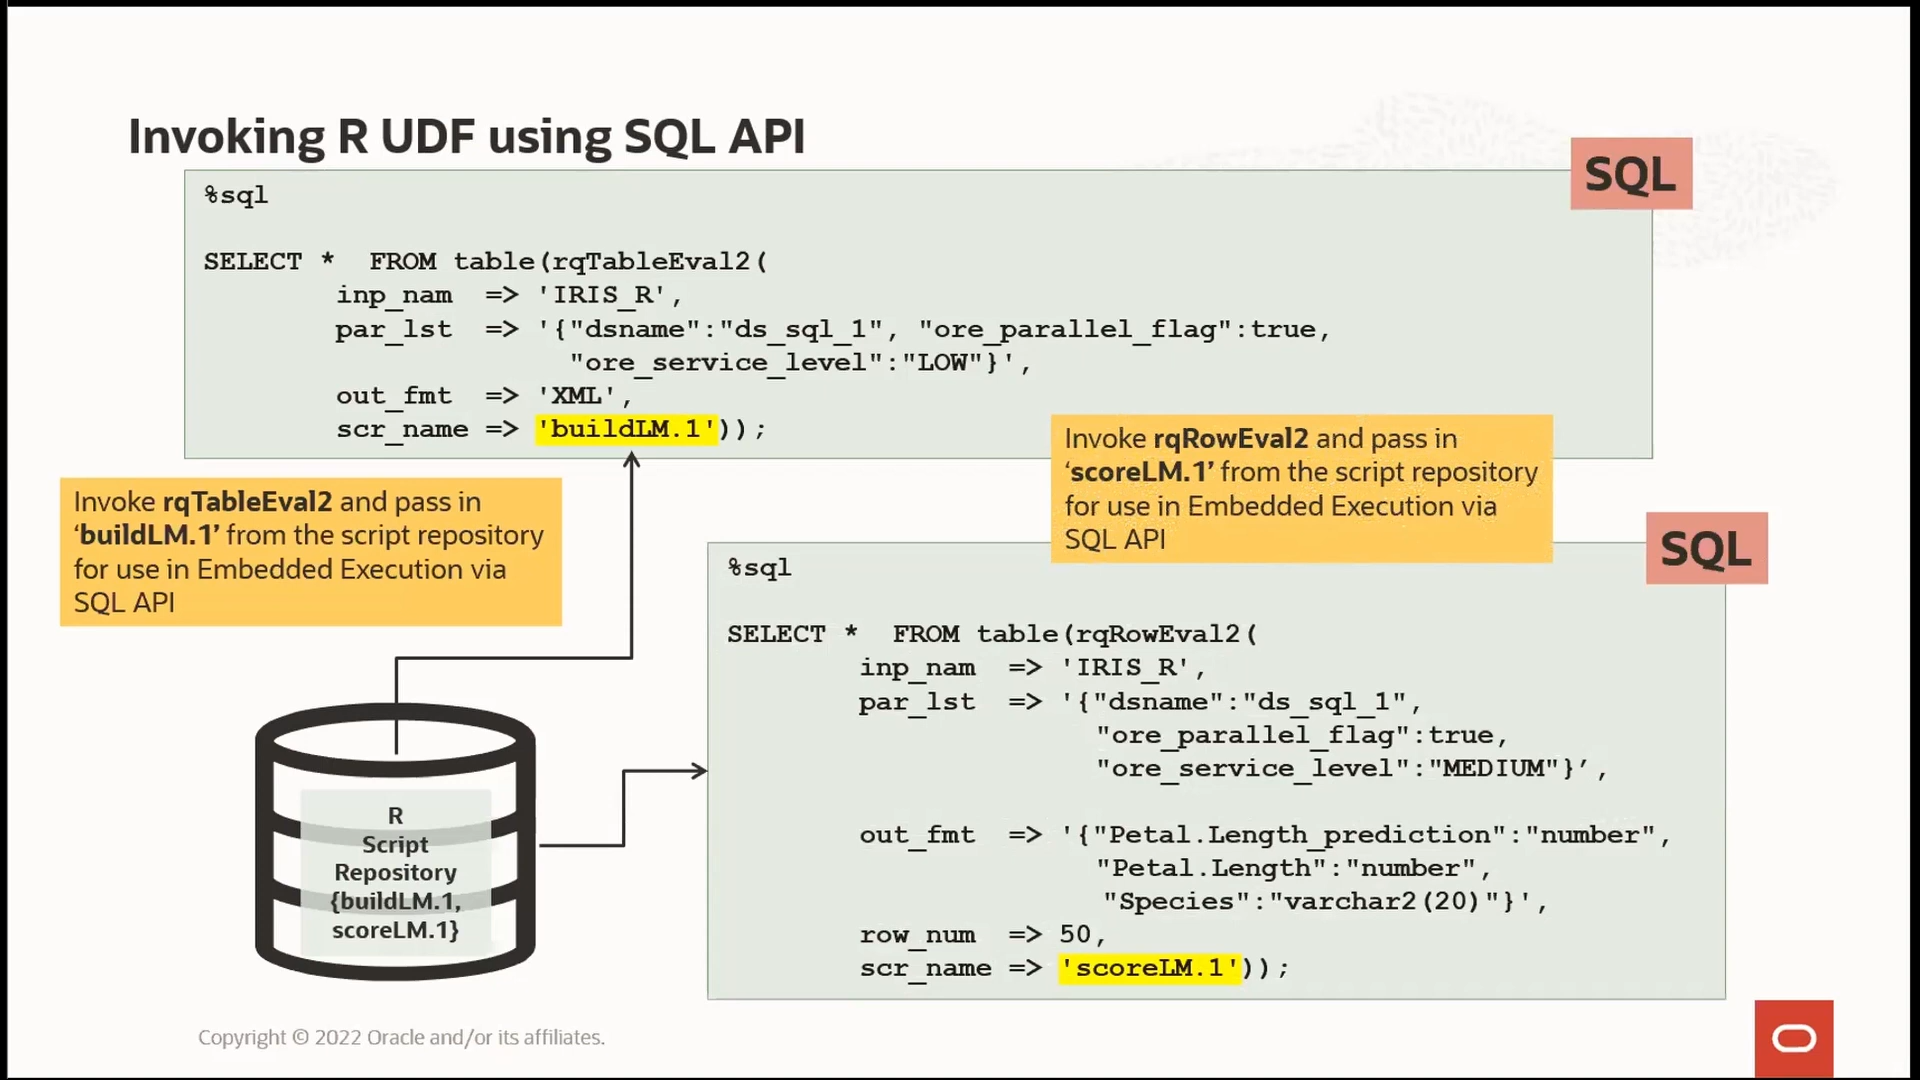 Invoking R UDF using SQL API
SQL
%sql
SELECT *  FROM table(rqTableEval2(
inp_nam  => 'IRIS_R',
par_lst  => '{"dsname":"ds_sql_1", "ore_parallel_flag":true,
"ore_service_level":"LOW"}',
out_fmt  => 'XML',
scr_name => 'buildLM.1'));
Invoke rqRowEval2 and pass in
‘scoreLM.1’ from the script repository
for use in Embedded Execution via
SQL API
Invoke rqTableEval2 and pass in
‘buildLM.1’ from the script repository
for use in Embedded Execution via
SQL API
SQL
%sql
SELECT *  FROM table(rqRowEval2(
inp_nam  => 'IRIS_R',
par_lst  => '{"dsname":"ds_sql_1",
"ore_parallel_flag":true,
"ore_service_level":"MEDIUM"}’,
out_fmt  => '{"Petal.Length_prediction":"number",
"Petal.Length":"number",
"Species":"varchar2(20)"}',
row_num  => 50,
scr_name => 'scoreLM.1'));
R
Script
Repository
{buildLM.1,
scoreLM.1}
Copyright © 2022 Oracle and/or its affiliates.